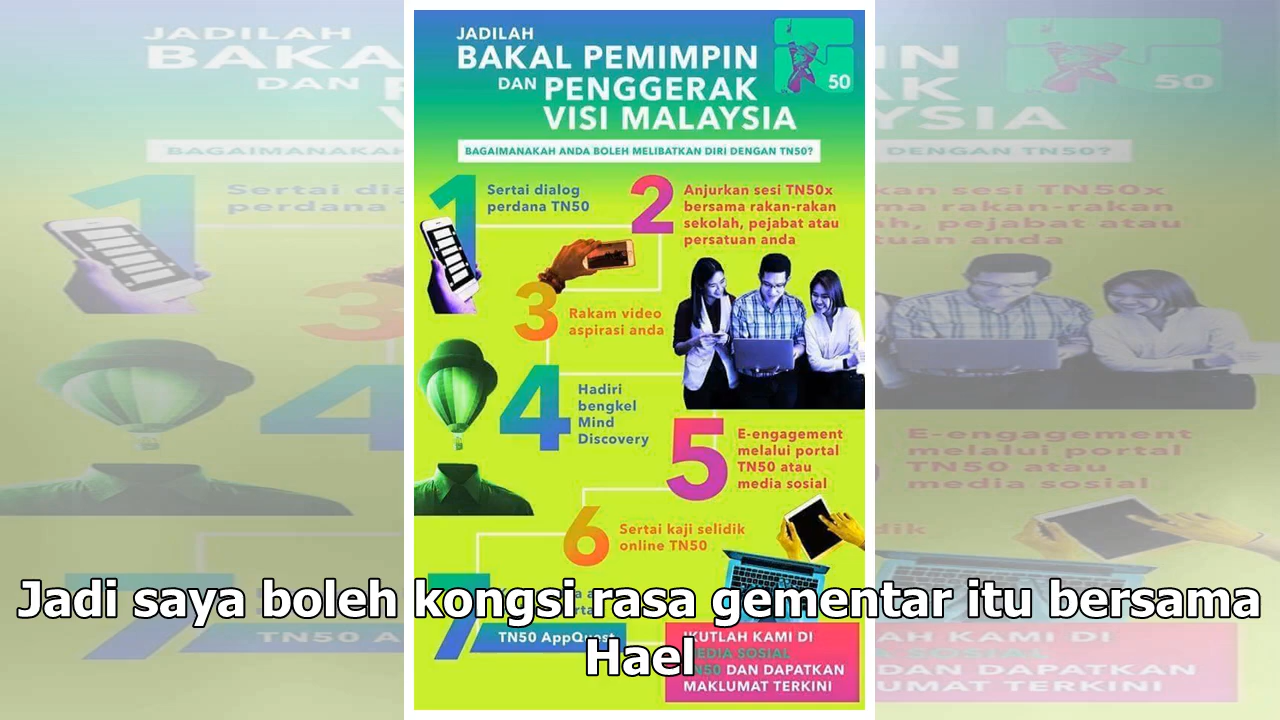 JADILAH
BAKAL PEMIMPIN
DAN PENGGERAK
VISI MALAYSIA
50
BAGAIMANAKAH ANDA BOLEH MELIBATKAN DIRI DENGAN TN50?
1
Sertai dialog
perdana TN50
2
Anjurkan sesi TN50x
bersama rakan-rakan
sekolah, pejabat atau
persatuan anda
3
Rakam video
aspirasi anda
4
Hadiri
bengkel
Mind
Discovery
5
E-engagement
melalui portal
TN50 atau
media sosial
6
Sertai kaji selidik
online TN50
7
TN50 AppQuest
IKUTLAH KAMI DI
MEDIA SOSIAL
TN50 DAN DAPATKAN
MAKLUMAT TERKINI
Jadi saya boleh kongsi rasa gementar itu bersama
Hael